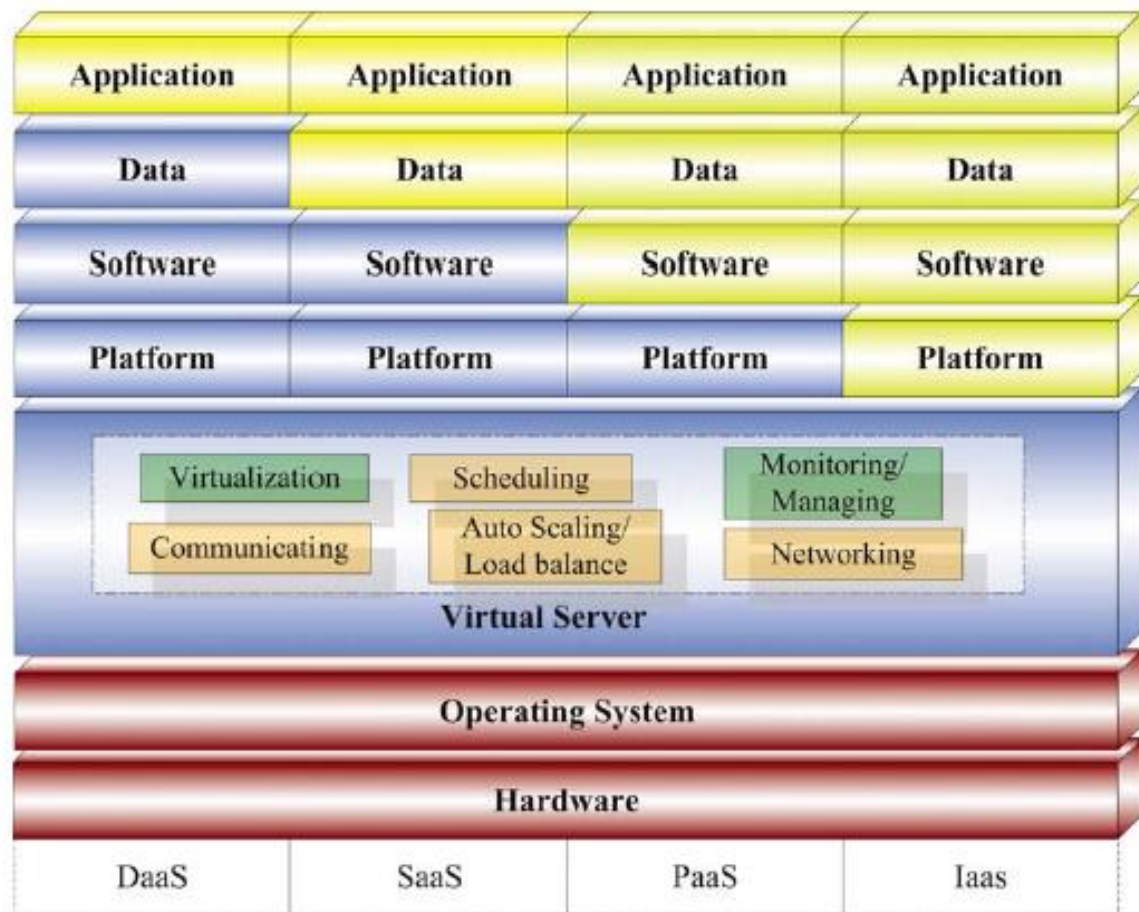 Application Application Application Application
Data Data Data Data
Software Software Software Software
Platform Platform Platform Platform
Virtualization Scheduling Monitoring/
Managing
Communicating Auto Scaling/
Load balance Networking
Virtual Server
Operating System
Hardware
DaaS SaaS PaaS Iaas